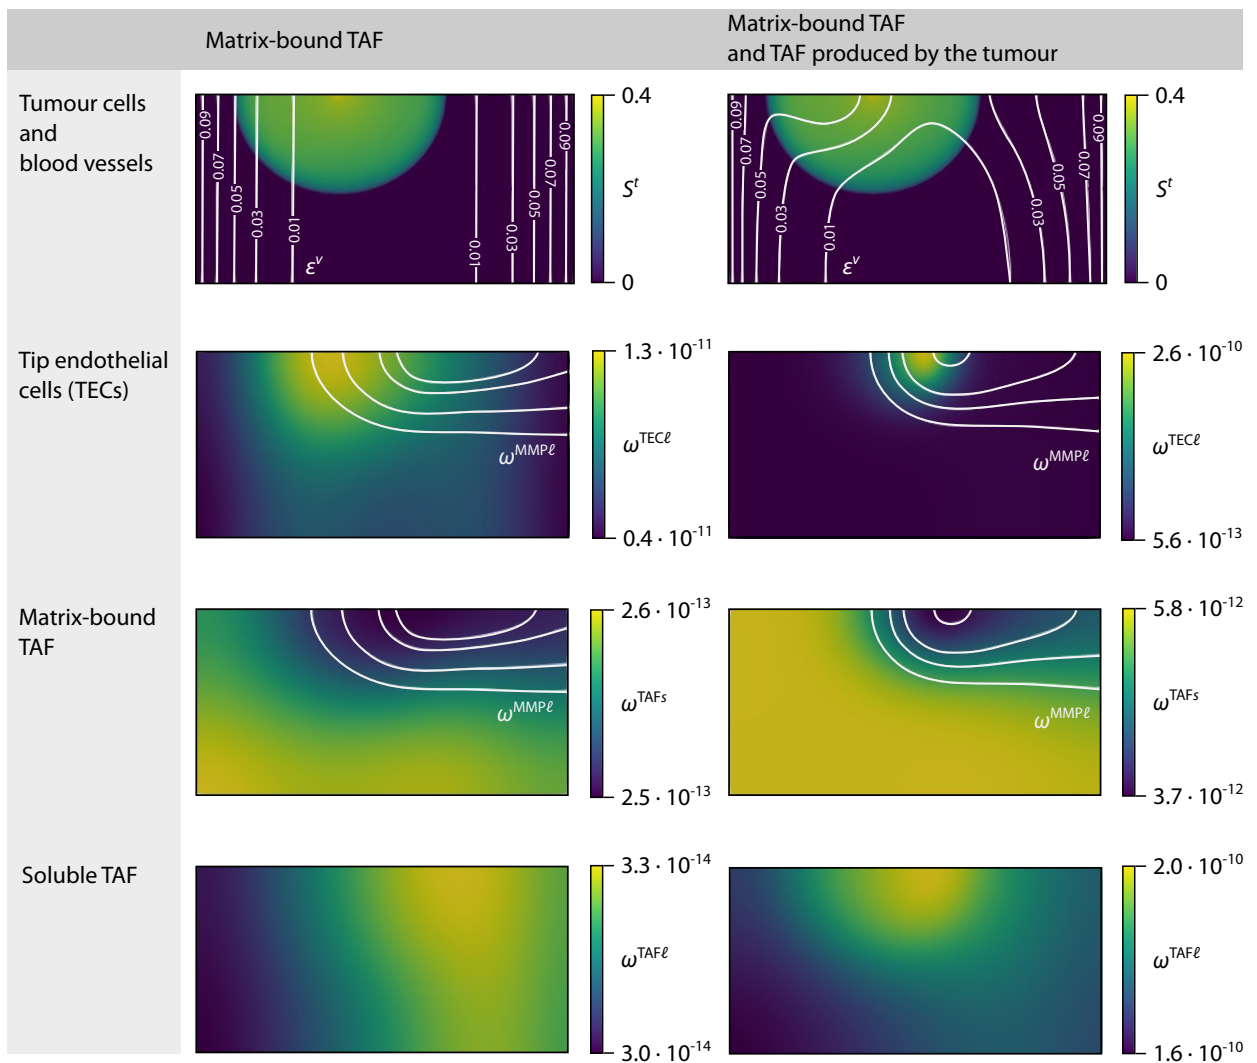 Matrix-bound TAF
Matrix-bound TAF
and TAF produced by the tumour
Tumour cells
and
blood vessels
0.09
0.07
0.05
0.03
0.01
0.01
0.03
0.05
0.07
0.09
εᵛ
0.4
Sᵗ
0
0.09
0.07
0.05
0.03
0.01
0.03
0.05
0.07
0.09
εᵛ
0.4
Sᵗ
0
Tip endothelial
cells (TECs)
ω^MMPℓ
1.3 · 10⁻¹¹
ω^TECℓ
0.4 · 10⁻¹¹
ω^MMPℓ
2.6 · 10⁻¹⁰
ω^TECℓ
5.6 · 10⁻¹³
Matrix-bound
TAF
ω^MMPℓ
2.6 · 10⁻¹³
ω^TAFs
2.5 · 10⁻¹³
ω^MMPℓ
5.8 · 10⁻¹²
ω^TAFs
3.7 · 10⁻¹²
Soluble TAF
3.3 · 10⁻¹⁴
ω^TAFℓ
3.0 · 10⁻¹⁴
2.0 · 10⁻¹⁰
ω^TAFℓ
1.6 · 10⁻¹⁰